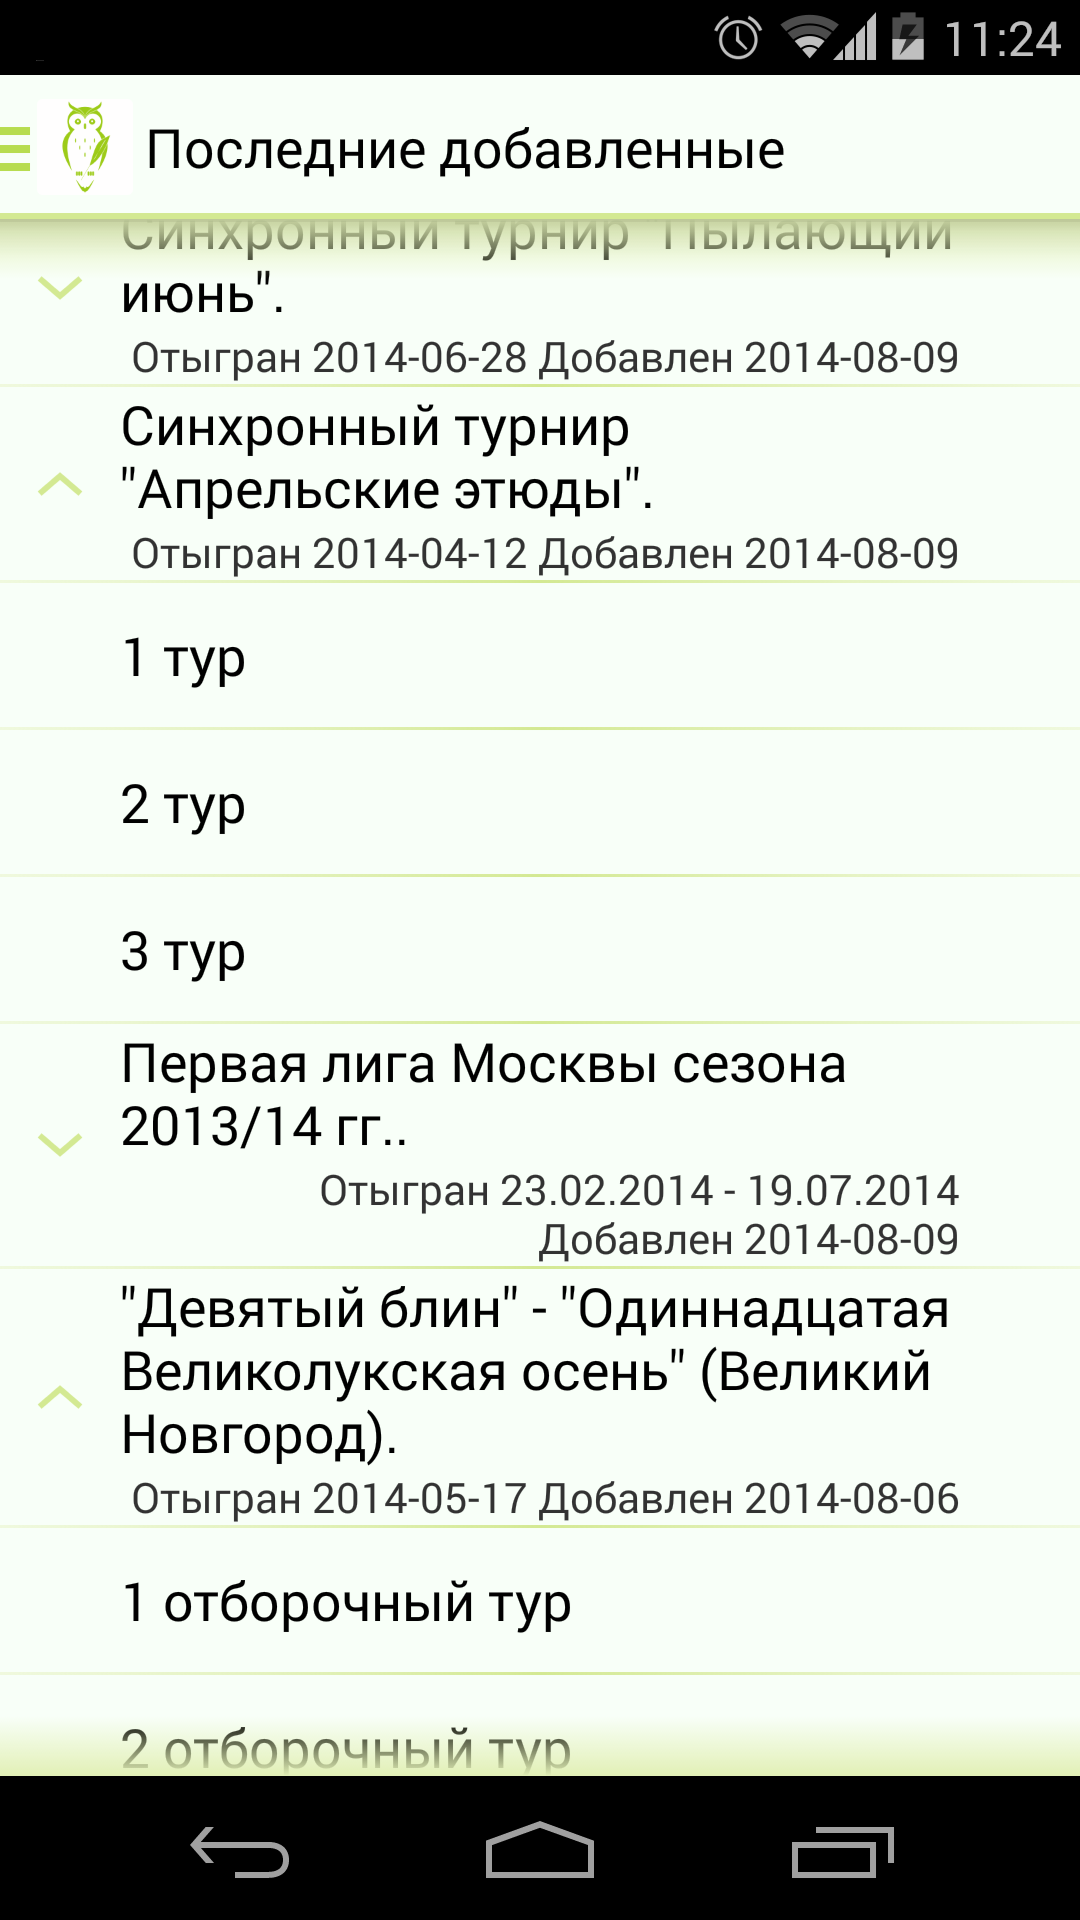 11:24
Последние добавленные
Синхронный турнир "Пылающий
июнь".
Отыгран 2014-06-28 Добавлен 2014-08-09
Синхронный турнир
"Апрельские этюды".
Отыгран 2014-04-12 Добавлен 2014-08-09
1 тур
2 тур
3 тур
Первая лига Москвы сезона
2013/14 гг..
Отыгран 23.02.2014 - 19.07.2014
Добавлен 2014-08-09
"Девятый блин" - "Одиннадцатая
Великолукская осень" (Великий
Новгород).
Отыгран 2014-05-17 Добавлен 2014-08-06
1 отборочный тур
2 отборочный тур